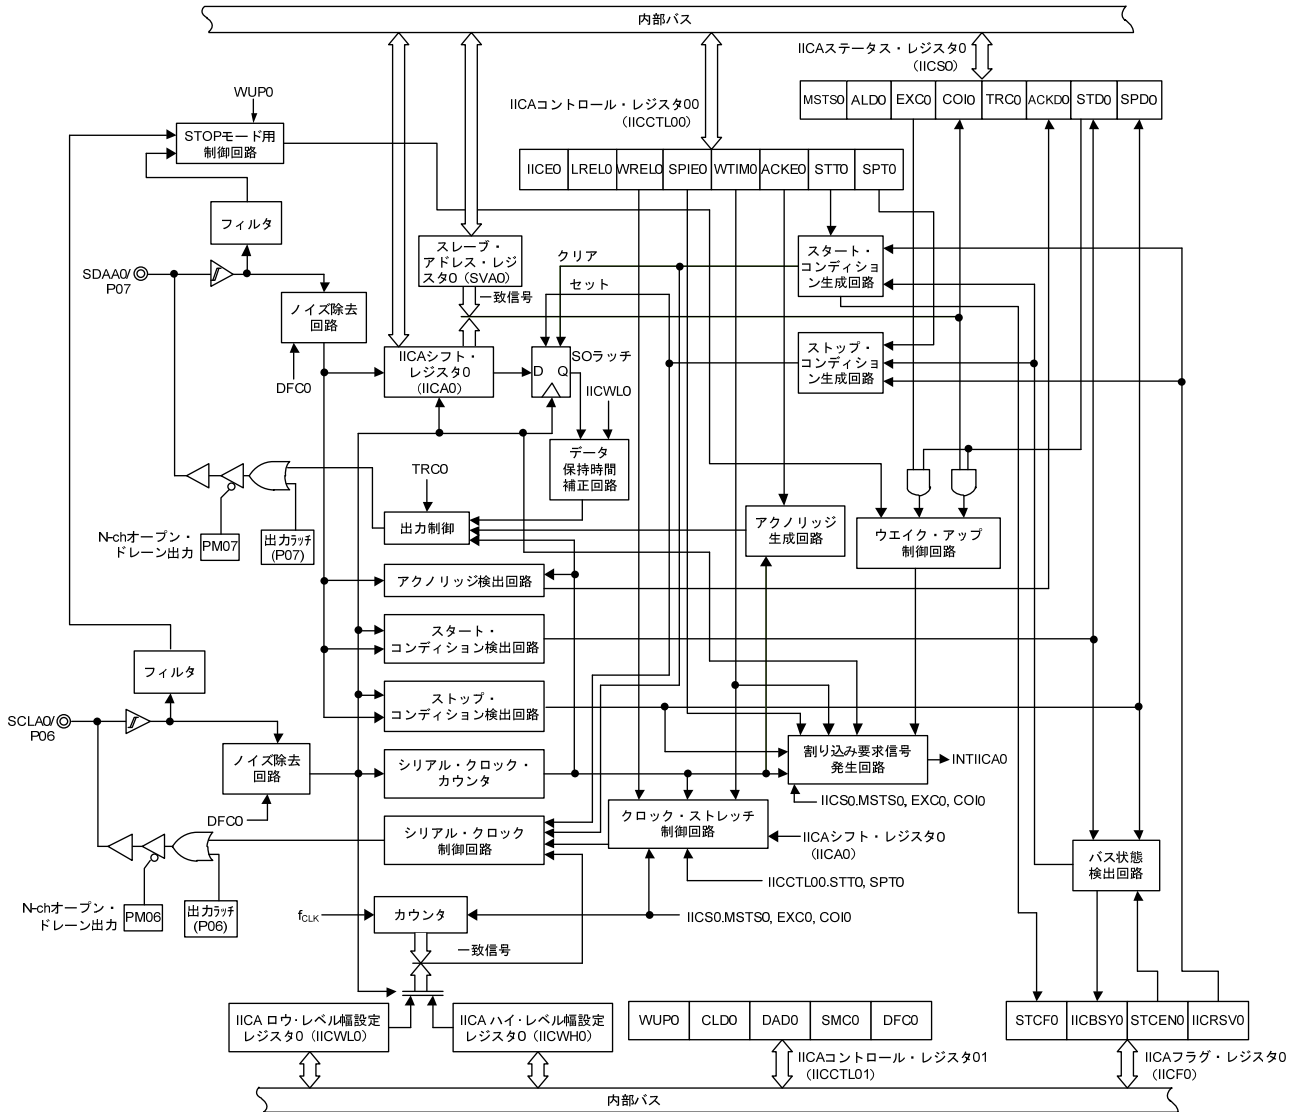 内部バス
IICAステータス・レジスタ0
(IICS0)
MSTS0 ALD0 EXC0 COI0 TRC0 ACKD0 STD0 SPD0
WUP0
IICAコントロール・レジスタ00
(IICCTL00)
STOPモード用
制御回路
IICE0 LREL0 WREL0 SPIE0 WTIM0 ACKE0 STT0 SPT0
フィルタ
スレーブ・
アドレス・レジ
スタ0 (SVA0)
クリア
スタート・
コンディショ
ン生成回路
SDAA0/
P07
セット
一致信号
ノイズ除去
回路
ストップ・
コンディショ
ン生成回路
IICAシフト・
レジスタ0
(IICA0)
SOラッチ
D Q
DFC0
IICWL0
データ
保持時間
補正回路
TRC0
N-chオープン・
ドレーン出力
PM07
出力ラッチ
(P07)
出力制御
アクノリッジ
生成回路
ウエイク・アップ
制御回路
アクノリッジ検出回路
スタート・
コンディション検出回路
フィルタ
ストップ・
コンディション検出回路
SCLA0/
P06
ノイズ除去
回路
シリアル・クロック・
カウンタ
割り込み要求信号
発生回路
INTIICA0
IICS0.MSTS0, EXC0, COI0
DFC0
シリアル・クロック
制御回路
クロック・ストレッチ
制御回路
IICAシフト・レジスタ0
(IICA0)
バス状態
検出回路
IICCTL00.STT0, SPT0
N-chオープン・
ドレーン出力
PM06
出力ラッチ
(P06)
fCLK
カウンタ
IICS0.MSTS0, EXC0, COI0
一致信号
IICA ロウ・レベル幅設定
レジスタ0 (IICWL0)
IICA ハイ・レベル幅設定
レジスタ0 (IICWH0)
WUP0 CLD0 DAD0 SMC0 DFC0
STCF0 IICBSY0 STCEN0 IICRSV0
IICAコントロール・レジスタ01
(IICCTL01)
IICAフラグ・レジスタ0
(IICF0)
内部バス